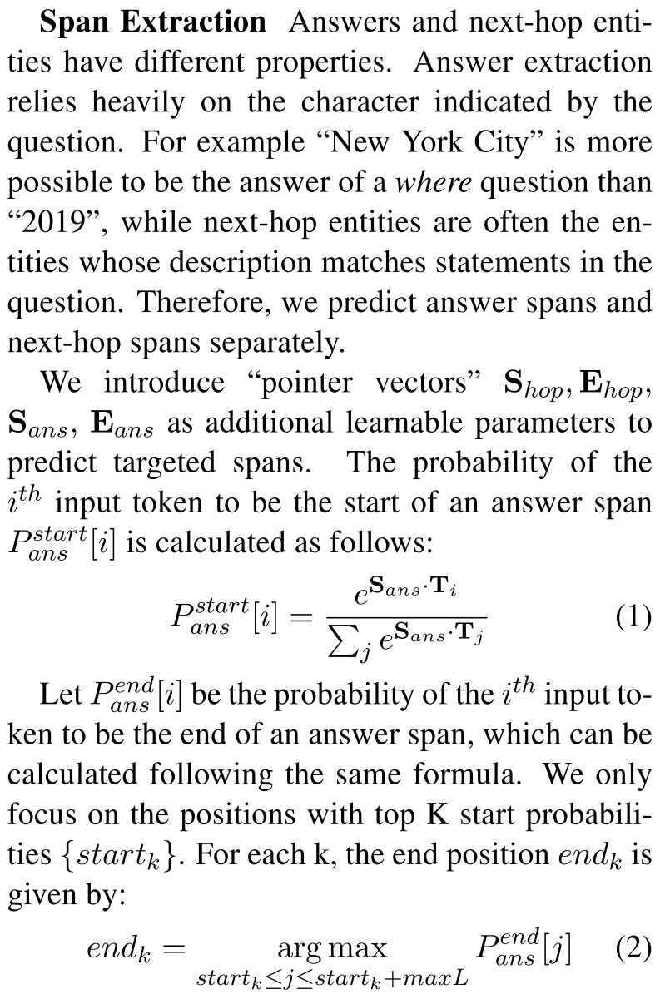 Span Extraction Answers and next-hop enti-
ties have different properties. Answer extraction
relies heavily on the character indicated by the
question. For example “New York City” is more
possible to be the answer of a where question than
“2019”, while next-hop entities are often the en-
tities whose description matches statements in the
question. Therefore, we predict answer spans and
next-hop spans separately.
We introduce “pointer vectors” $\mathbf{S}_{hop}, \mathbf{E}_{hop},$
$\mathbf{S}_{ans}, \mathbf{E}_{ans}$ as additional learnable parameters to
predict targeted spans. The probability of the
$i^{th}$ input token to be the start of an answer span
$P_{ans}^{start}[i]$ is calculated as follows:
$P_{ans}^{start}[i] = \frac{e^{\mathbf{S}_{ans} \cdot \mathbf{T}_i}}{\sum_j e^{\mathbf{S}_{ans} \cdot \mathbf{T}_j}}$ (1)
Let $P_{ans}^{end}[i]$ be the probability of the $i^{th}$ input to-
ken to be the end of an answer span, which can be
calculated following the same formula. We only
focus on the positions with top K start probabili-
ties $\{start_k\}$. For each k, the end position $end_k$ is
given by:
$end_k = \underset{start_k \leq j \leq start_k + maxL}{\arg\max} P_{ans}^{end}[j]$ (2)